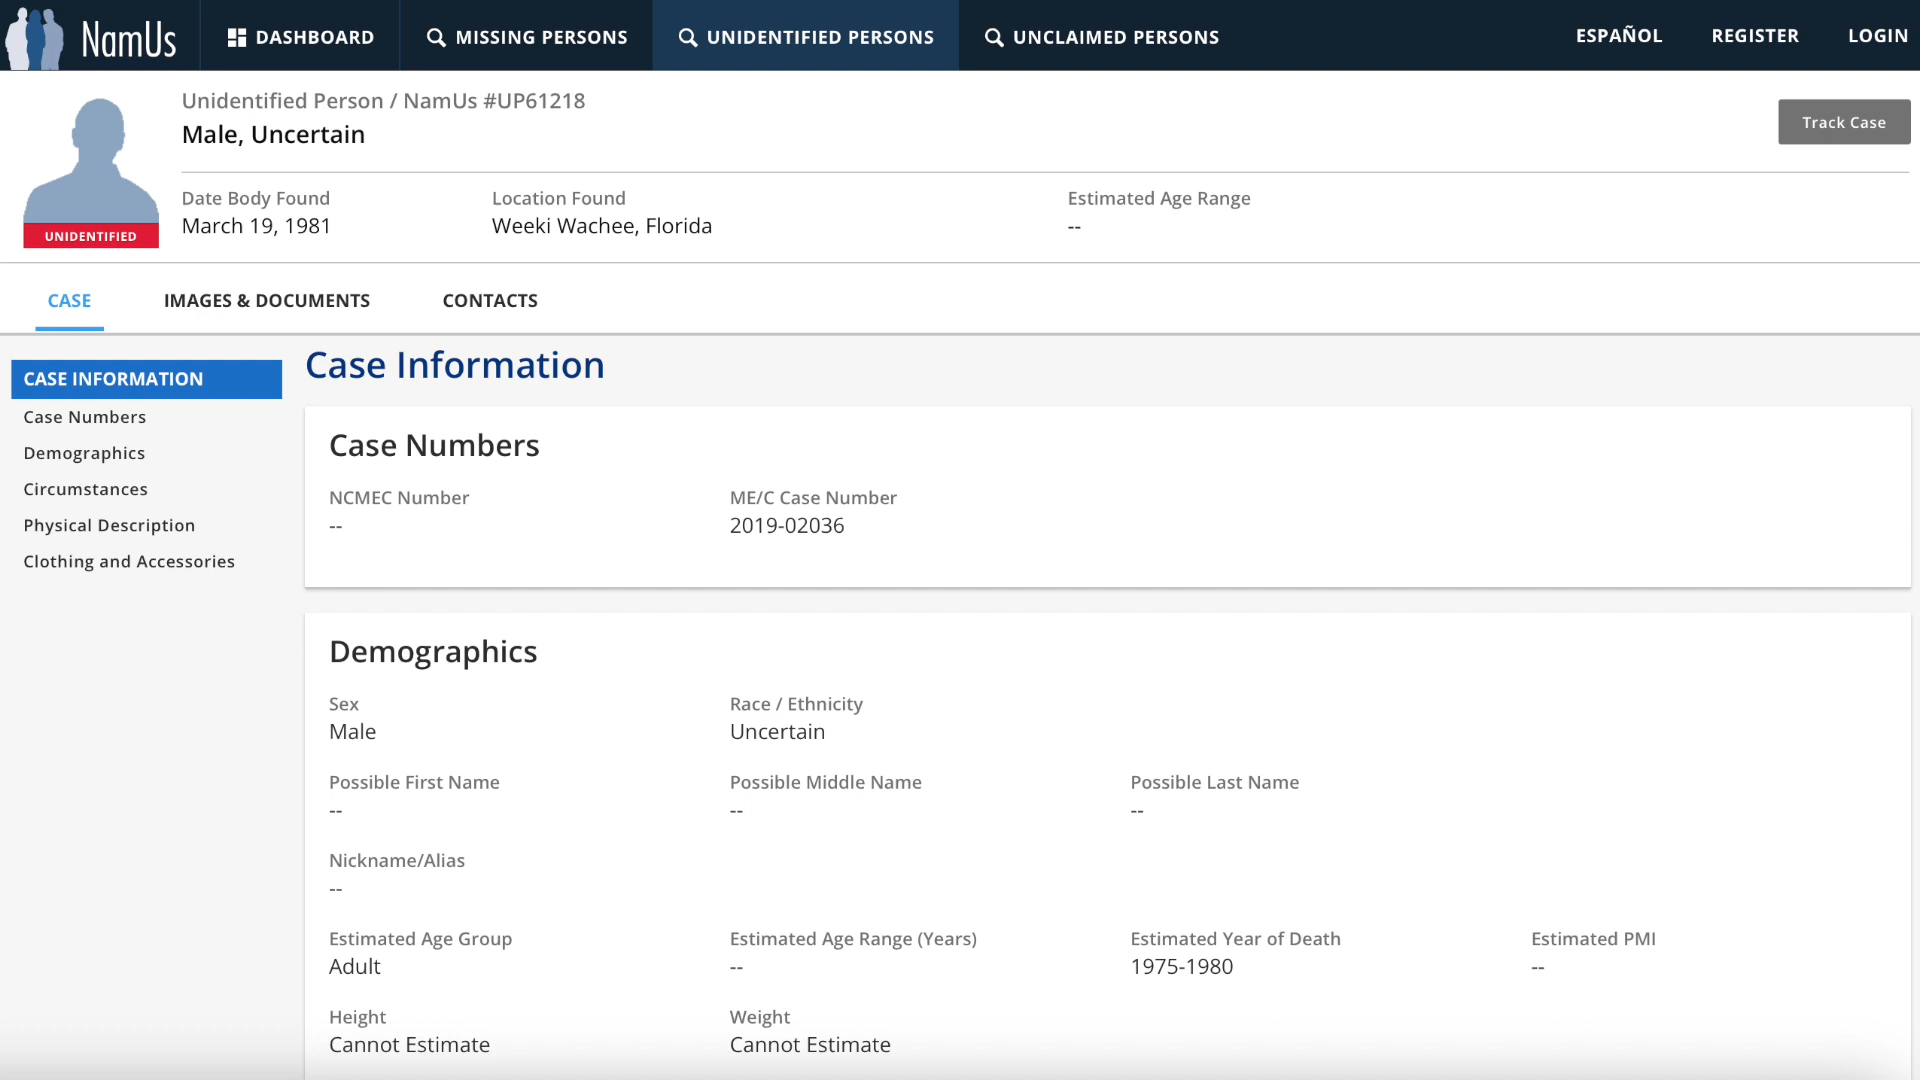 NamUs
DASHBOARD
MISSING PERSONS
UNIDENTIFIED PERSONS
UNCLAIMED PERSONS
ESPAÑOL
REGISTER
LOGIN
Unidentified Person / NamUs #UP61218
Male, Uncertain
Track Case
UNIDENTIFIED
Date Body Found
March 19, 1981
Location Found
Weeki Wachee, Florida
Estimated Age Range
--
CASE
IMAGES & DOCUMENTS
CONTACTS
CASE INFORMATION
Case Numbers
Demographics
Circumstances
Physical Description
Clothing and Accessories
Case Information
Case Numbers
NCMEC Number
--
ME/C Case Number
2019-02036
Demographics
Sex
Male
Race / Ethnicity
Uncertain
Possible First Name
--
Possible Middle Name
--
Possible Last Name
--
Nickname/Alias
--
Estimated Age Group
Adult
Estimated Age Range (Years)
--
Estimated Year of Death
1975-1980
Estimated PMI
--
Height
Cannot Estimate
Weight
Cannot Estimate